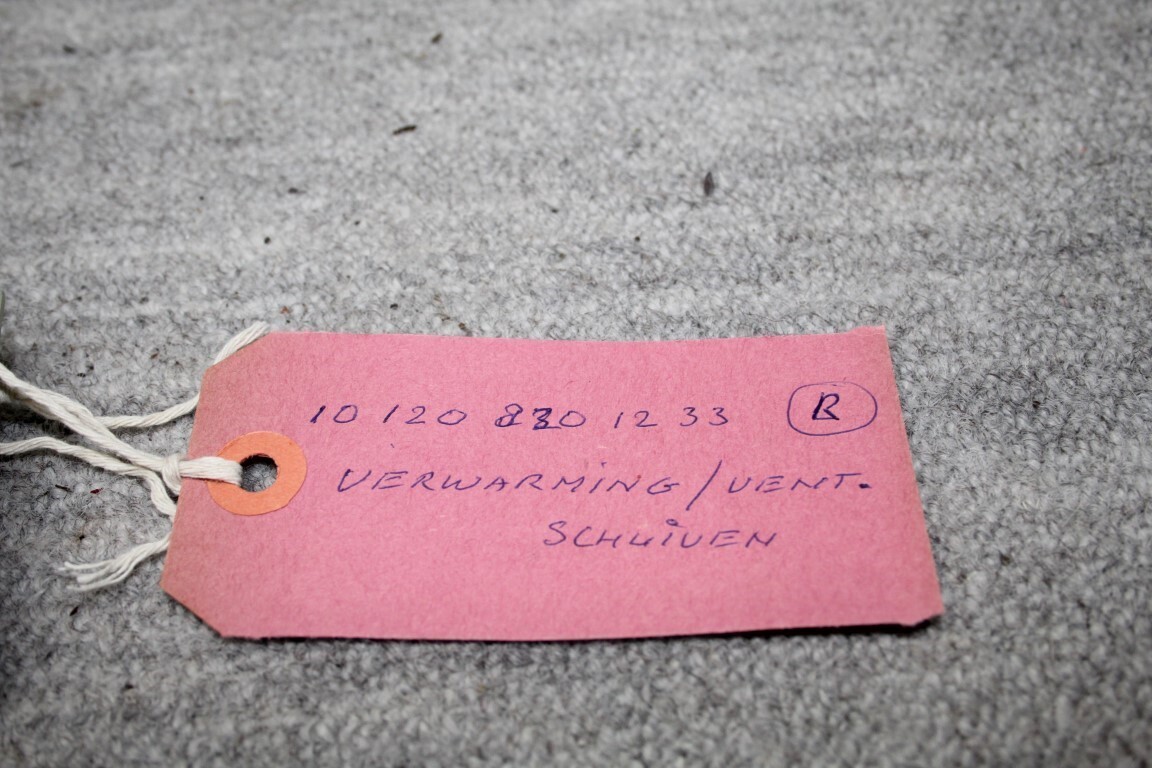 10 120 830 12 33 R
VERWARMING/VENT.
SCHUIVEN